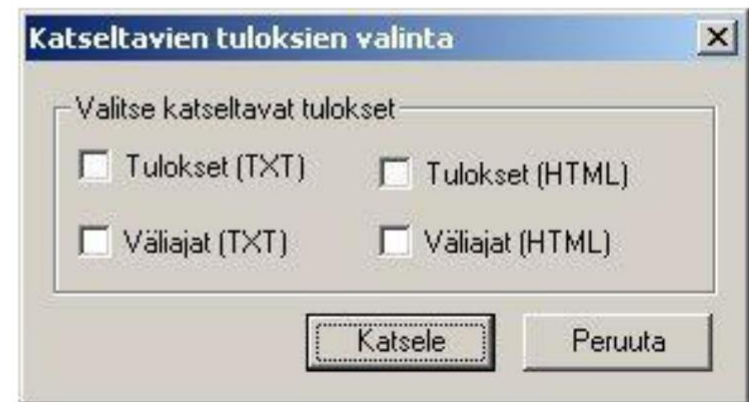 Katseltavien tuloksien valinta
Valitse katseltavat tulokset
Tulokset (TXT) Tulokset (HTML)
Väliajat (TXT) Väliajat (HTML)
Katsele Peruuta